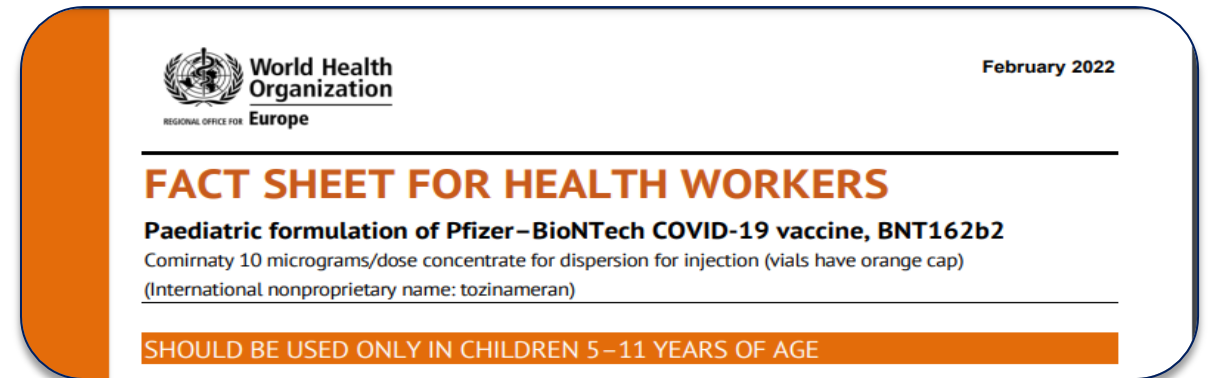 World Health
Organization
REGIONAL OFFICE FOR Europe
February 2022
FACT SHEET FOR HEALTH WORKERS
Paediatric formulation of Pfizer–BioNTech COVID-19 vaccine, BNT162b2
Comirnaty 10 micrograms/dose concentrate for dispersion for injection (vials have orange cap)
(International nonproprietary name: tozinameran)
SHOULD BE USED ONLY IN CHILDREN 5–11 YEARS OF AGE